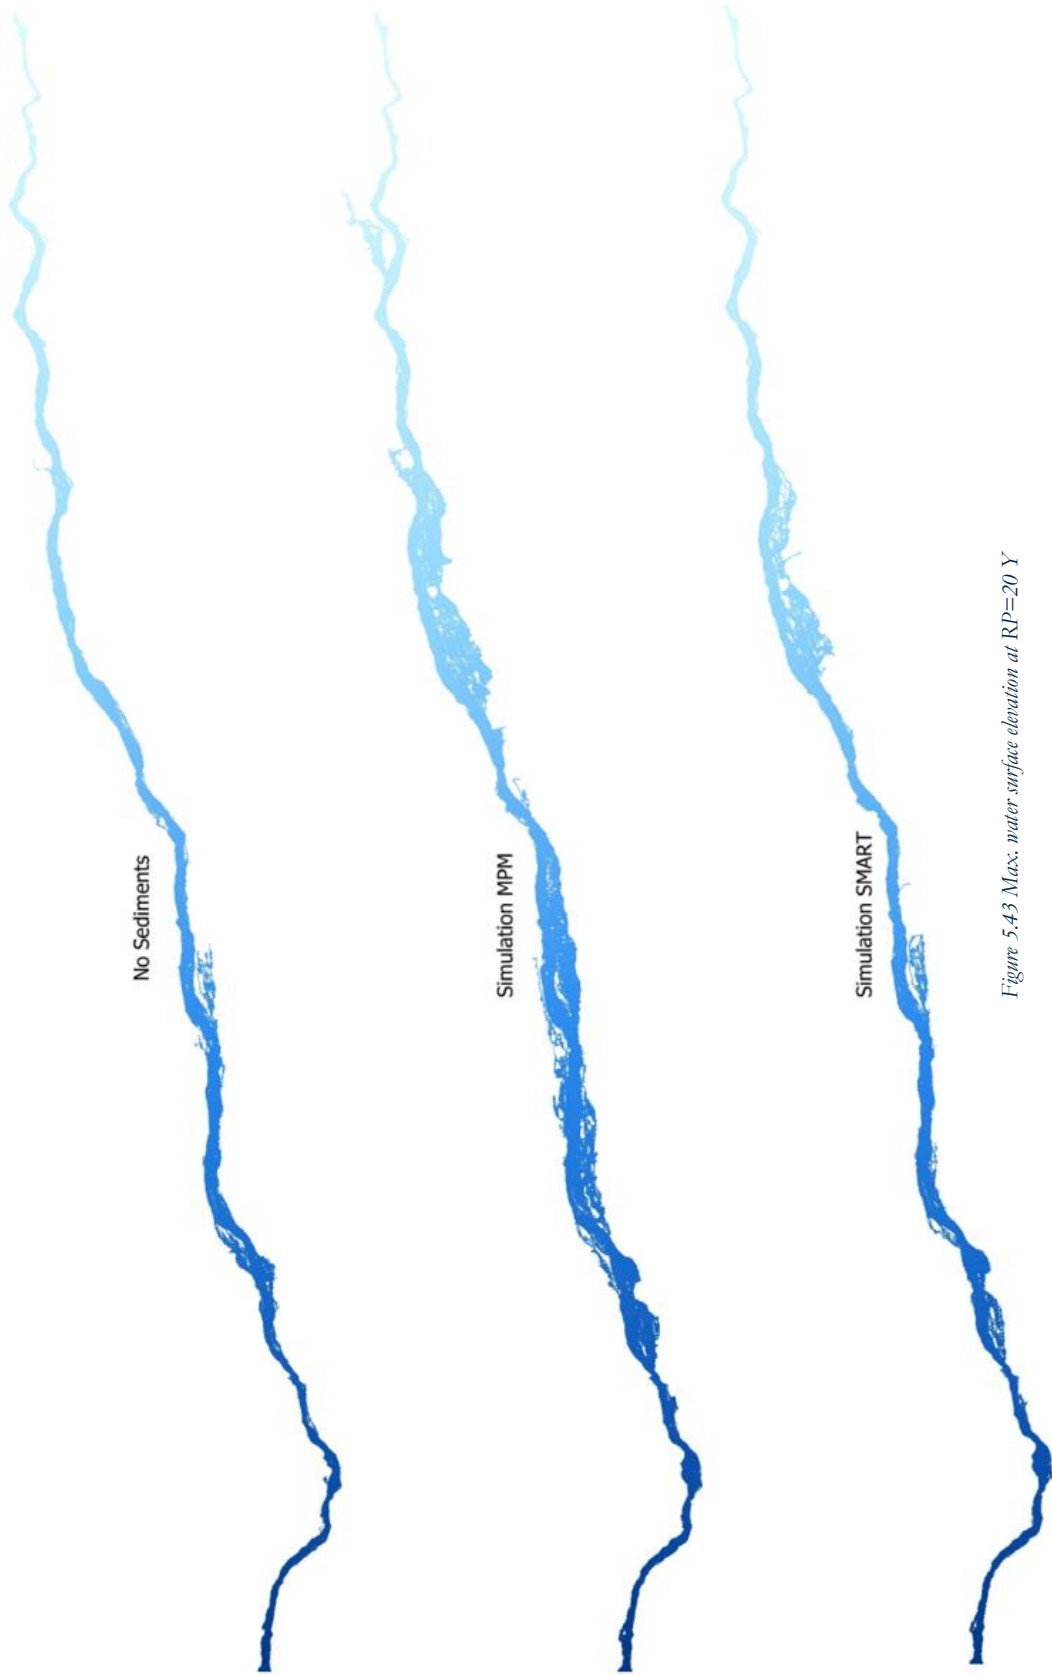 No Sediments
Simulation MPM
Simulation SMART
Figure 5.43 Max. water surface elevation at RP=20 Y